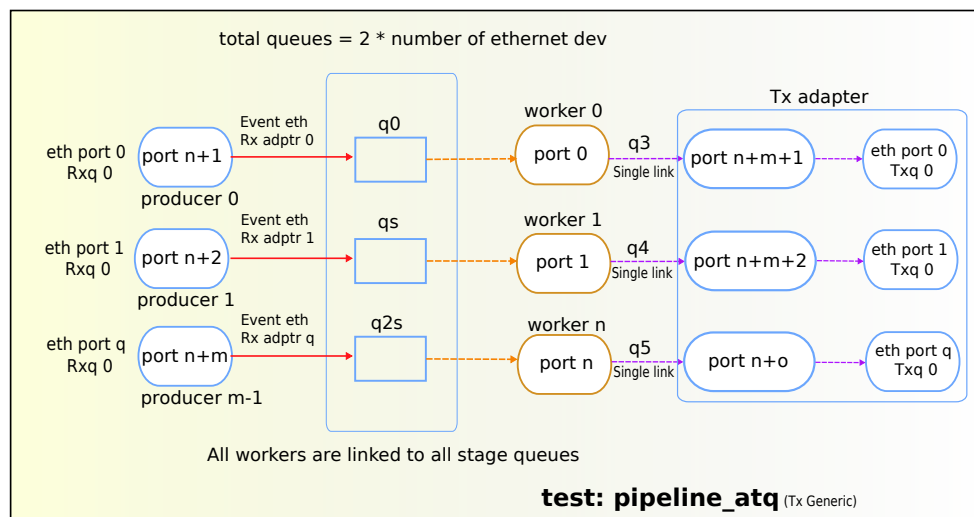 total queues = 2 * number of ethernet dev
Tx adapter
worker 0
q0
Event eth
Rx adptr 0
eth port 0
Rxq 0
port n+1
port 0
q3
Single link
port n+m+1
eth port 0
Txq 0
producer 0
worker 1
qs
Event eth
Rx adptr 1
eth port 1
Rxq 0
port n+2
port 1
q4
Single link
port n+m+2
eth port 1
Txq 0
producer 1
worker n
q2s
Event eth
Rx adptr q
eth port q
Rxq 0
port n+m
port n
q5
Single link
port n+o
eth port q
Txq 0
producer m-1
All workers are linked to all stage queues
test: pipeline_atq (Tx Generic)